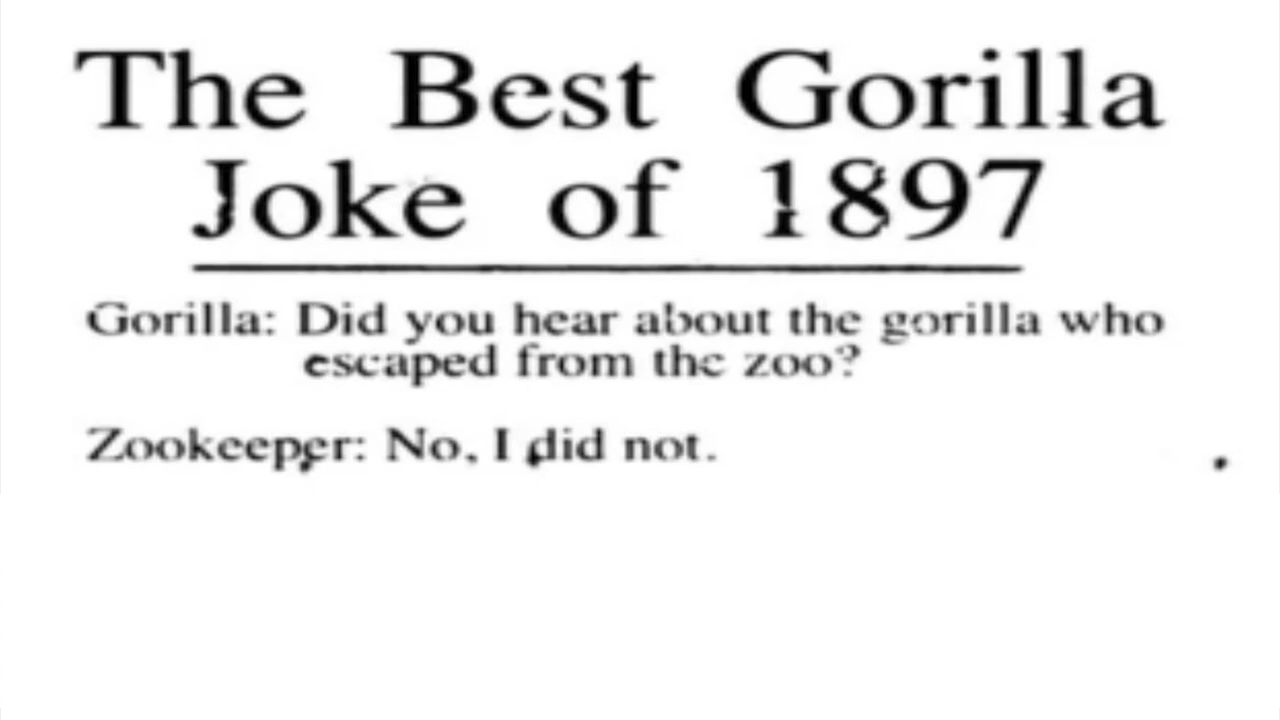 The Best Gorilla
Joke of 1897
Gorilla: Did you hear about the gorilla who
escaped from the zoo?
Zookeeper: No, I did not.